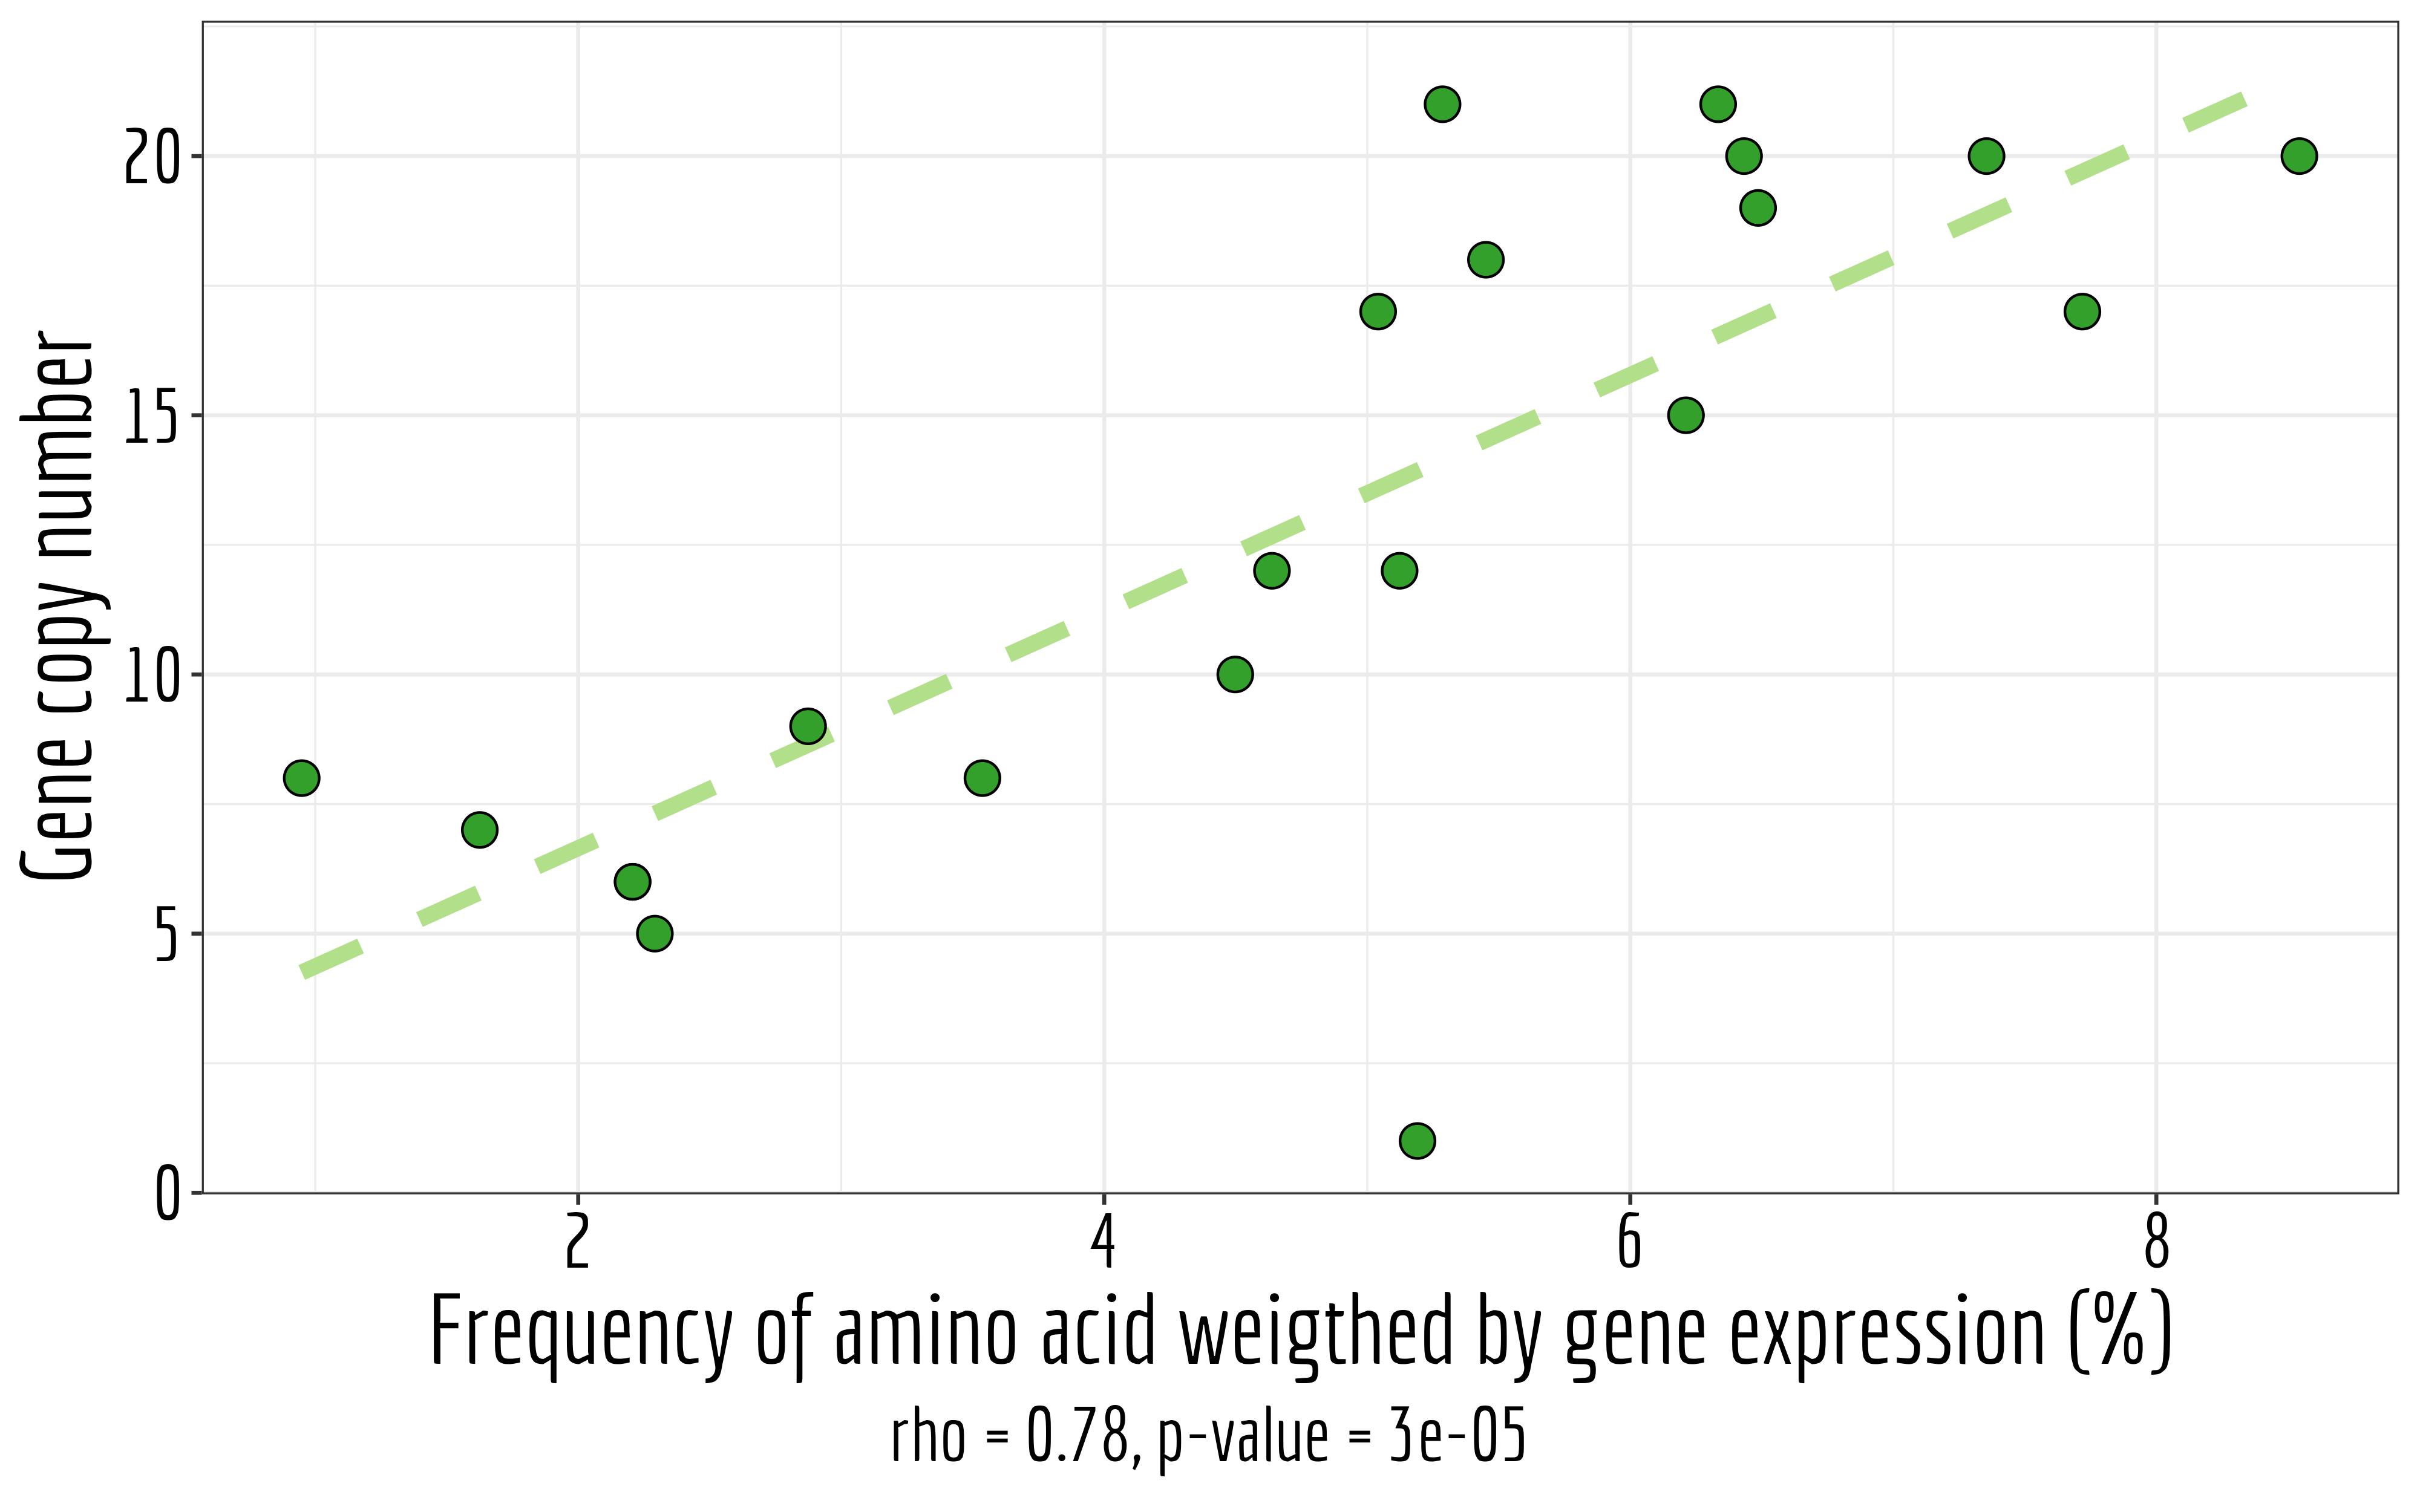 Gene copy number
20
15
10
5
0
2 4 6 8
Frequency of amino acid weigthed by gene expression (%)
rho = 0.78, p-value = 3e-05